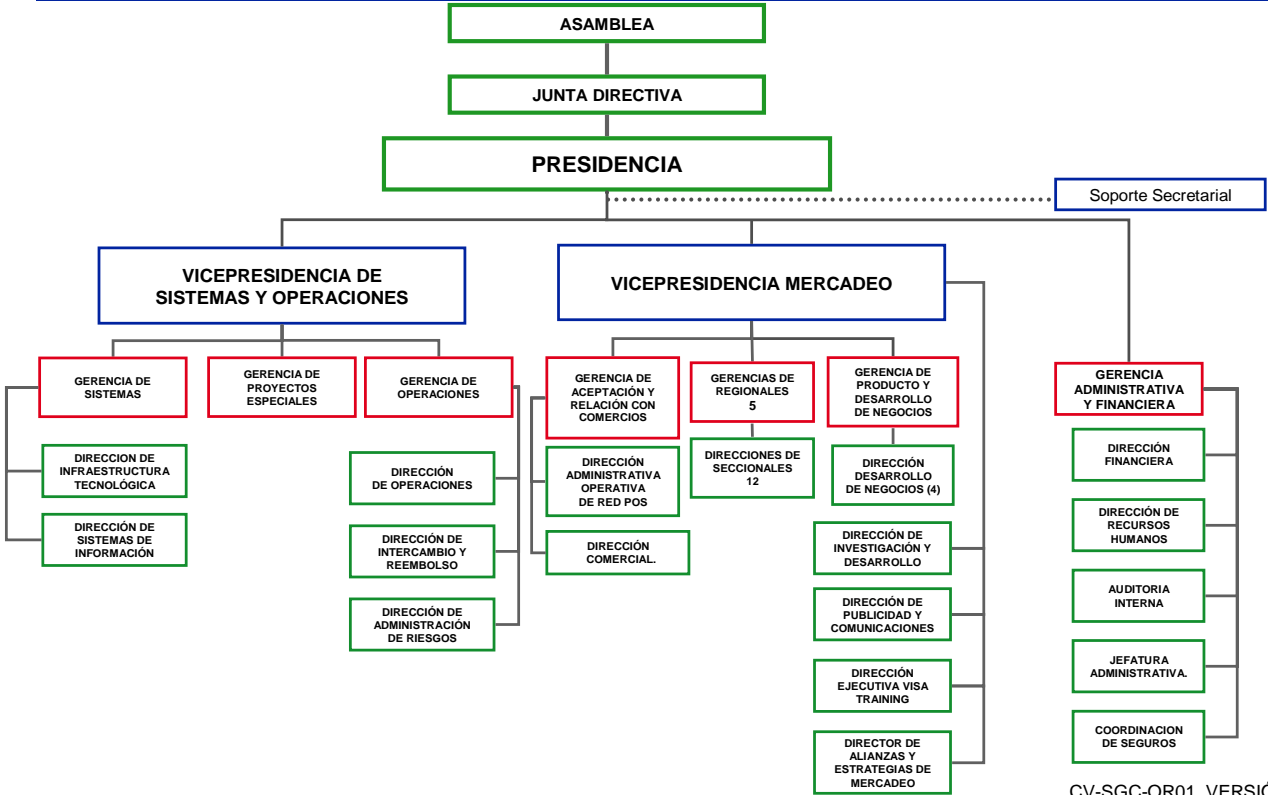 ASAMBLEA
JUNTA DIRECTIVA
PRESIDENCIA
Soporte Secretarial
VICEPRESIDENCIA DE
SISTEMAS Y OPERACIONES
VICEPRESIDENCIA MERCADEO
GERENCIA DE
SISTEMAS
GERENCIA DE
PROYECTOS
ESPECIALES
GERENCIA DE
OPERACIONES
GERENCIA DE
ACEPTACIÓN Y
RELACIÓN CON
COMERCIOS
GERENCIAS DE
REGIONALES
5
GERENCIA DE
PRODUCTO Y
DESARROLLO
DE NEGOCIOS
GERENCIA
ADMINISTRATIVA
Y FINANCIERA
DIRECCION DE
INFRAESTRUCTURA
TECNOLÓGICA
DIRECCIÓN DE
SISTEMAS DE
INFORMACIÓN
DIRECCIÓN
DE OPERACIONES
DIRECCIÓN DE
INTERCAMBIO Y
REEMBOLSO
DIRECCIÓN DE
ADMINISTRACIÓN
DE RIESGOS
DIRECCIÓN
ADMINISTRATIVA
OPERATIVA
DE RED POS
DIRECCIÓN
COMERCIAL.
DIRECCIONES DE
SECCIONALES
12
DIRECCIÓN
DESARROLLO
DE NEGOCIOS (4)
DIRECCIÓN DE
INVESTIGACIÓN Y
DESARROLLO
DIRECCIÓN DE
PUBLICIDAD Y
COMUNICACIONES
DIRECCIÓN
EJECUTIVA VISA
TRAINING
DIRECTOR DE
ALIANZAS Y
ESTRATEGIAS DE
MERCADEO
DIRECCIÓN
FINANCIERA
DIRECCIÓN DE
RECURSOS
HUMANOS
AUDITORIA
INTERNA
JEFATURA
ADMINISTRATIVA.
COORDINACION
DE SEGUROS
CV-SGC-OR01